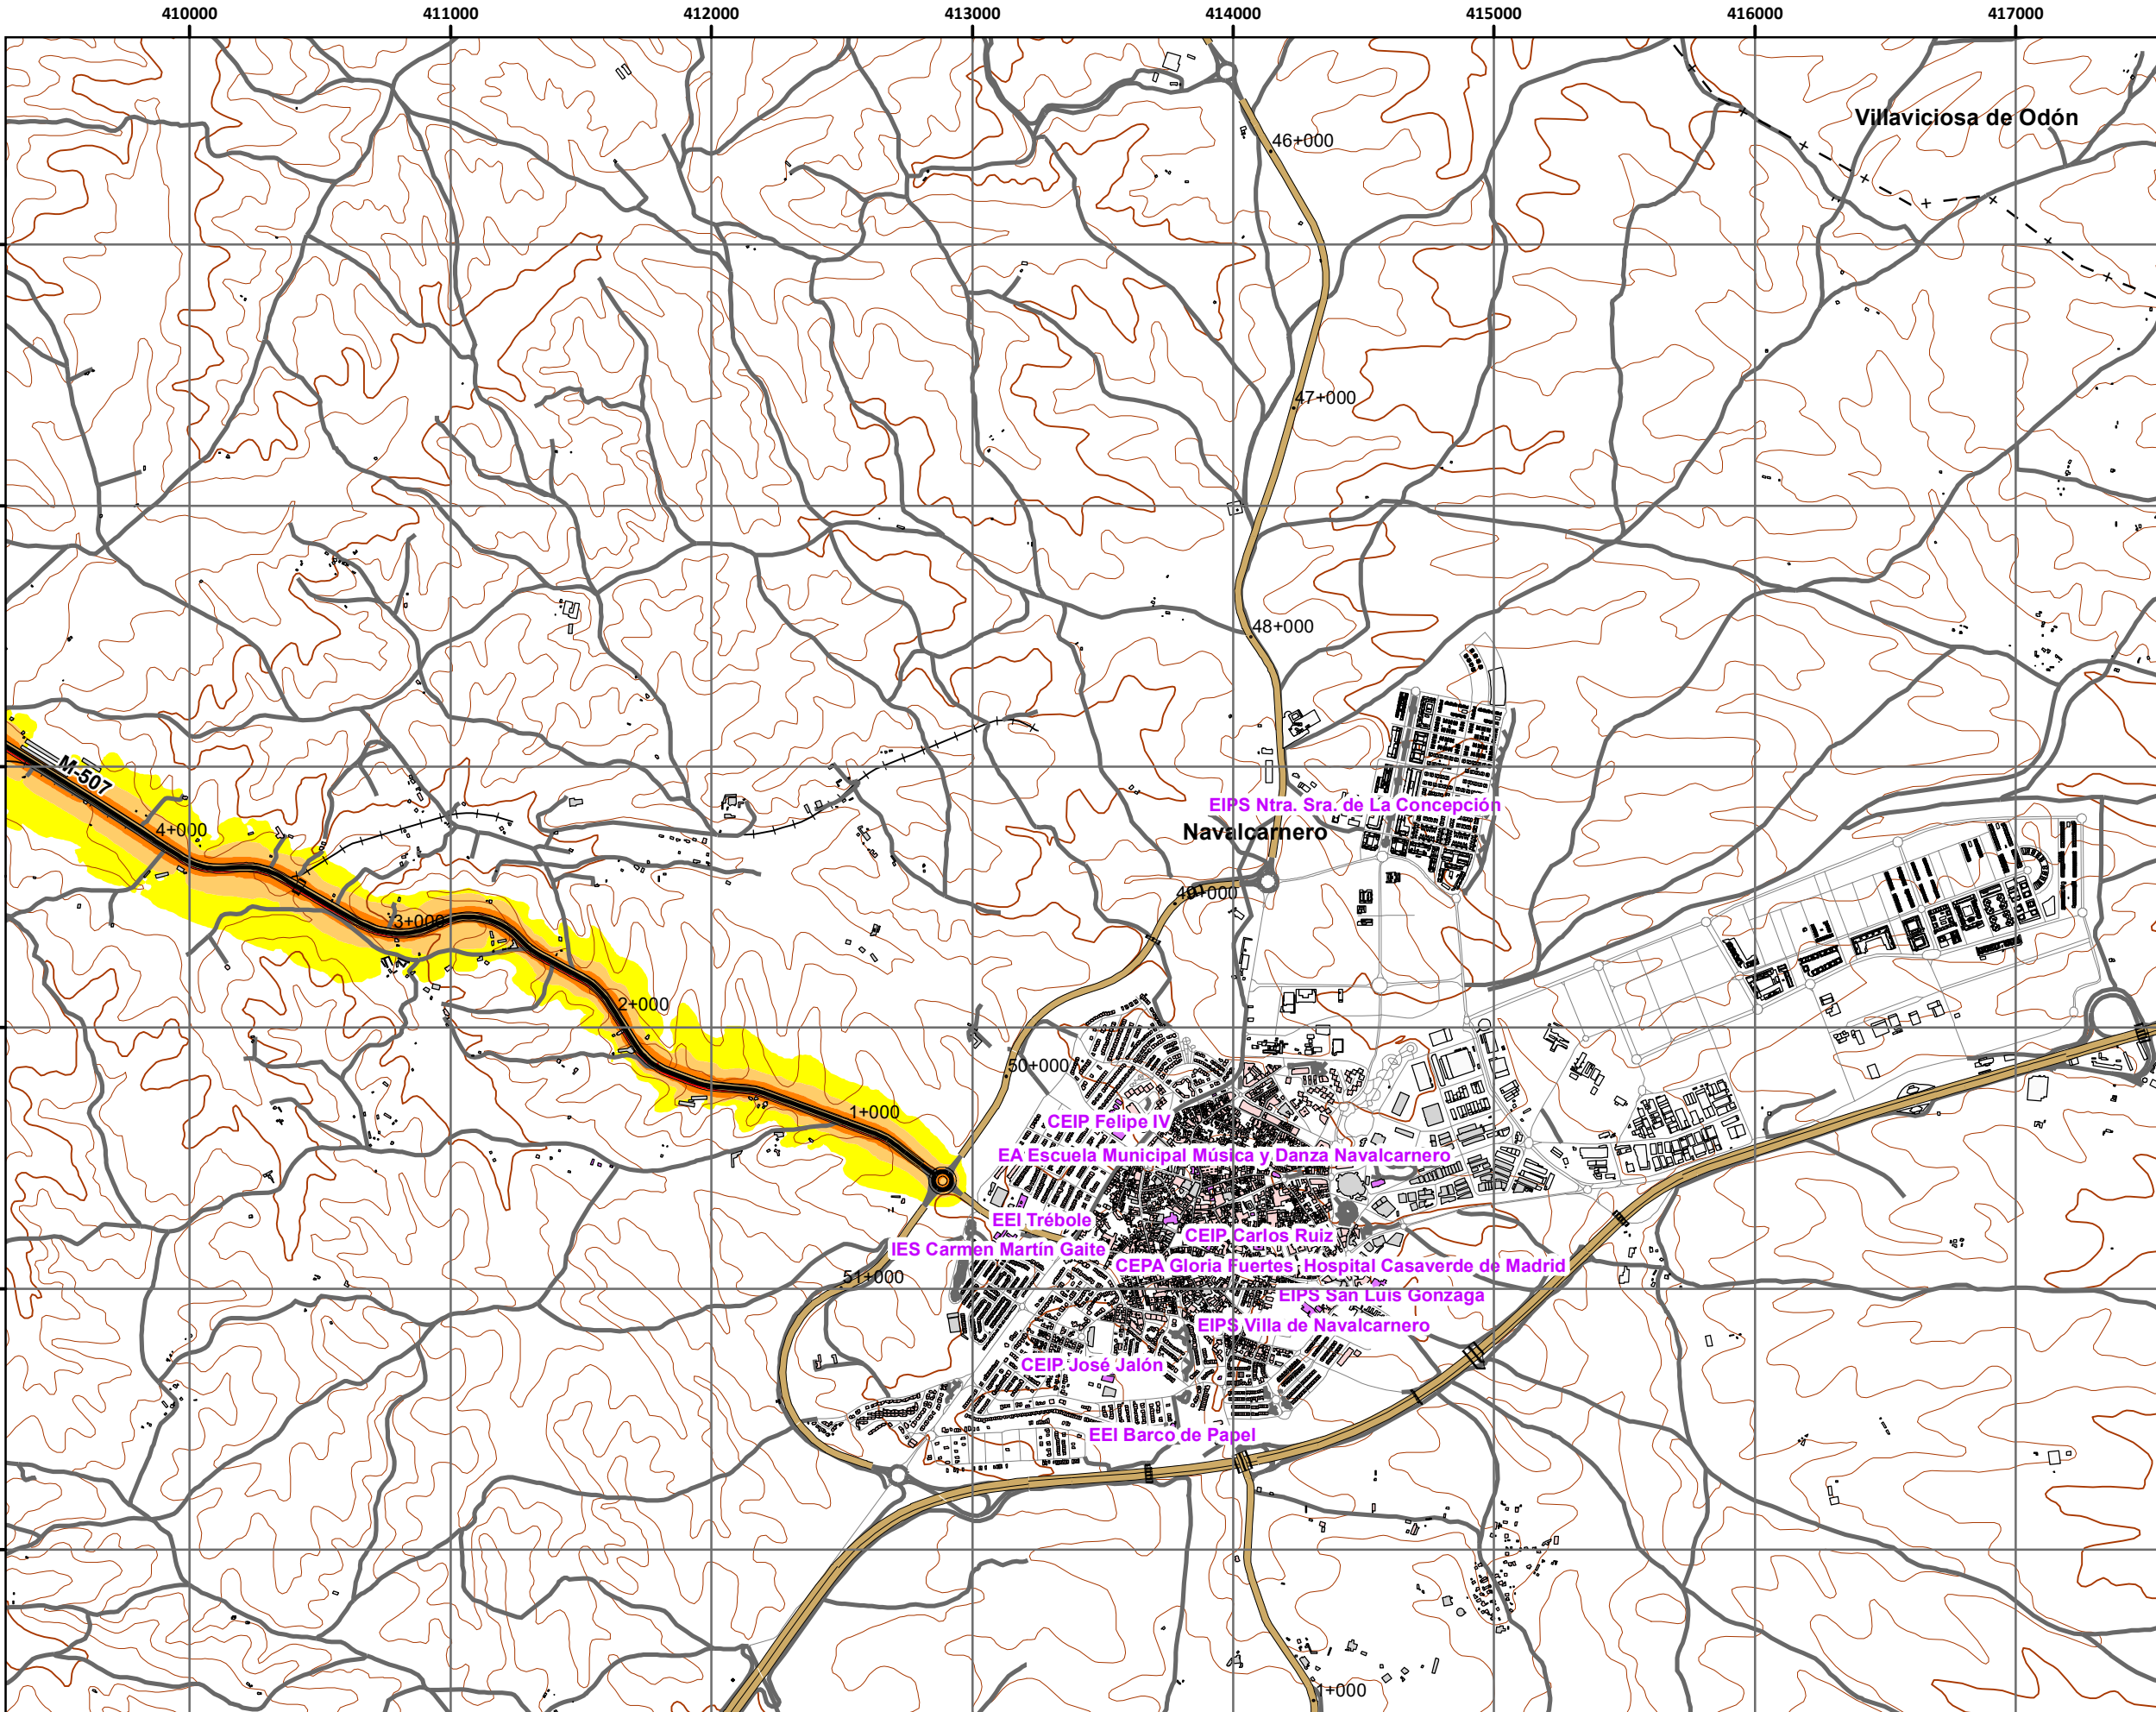 410000 411000 412000 413000 414000 415000 416000 417000
Villaviciosa de Odón
46+000
47+000
48+000
M-507
EIPS Ntra. Sra. de La Concepción
4+000
Navalcarnero
49+000
3+000
2+000
50+000
1+000
CEIP Felipe IV
EA Escuela Municipal Música y Danza Navalcarnero
EEI Trébole
CEIP Carlos Ruiz
IES Carmen Martín Gaite
CEPA Gloria Fuertes
Hospital Casaverde de Madrid
51+000
EIPS San Luis Gonzaga
EIPS Villa de Navalcarnero
CEIP José Jalón
EEI Barco de Papel
1+000